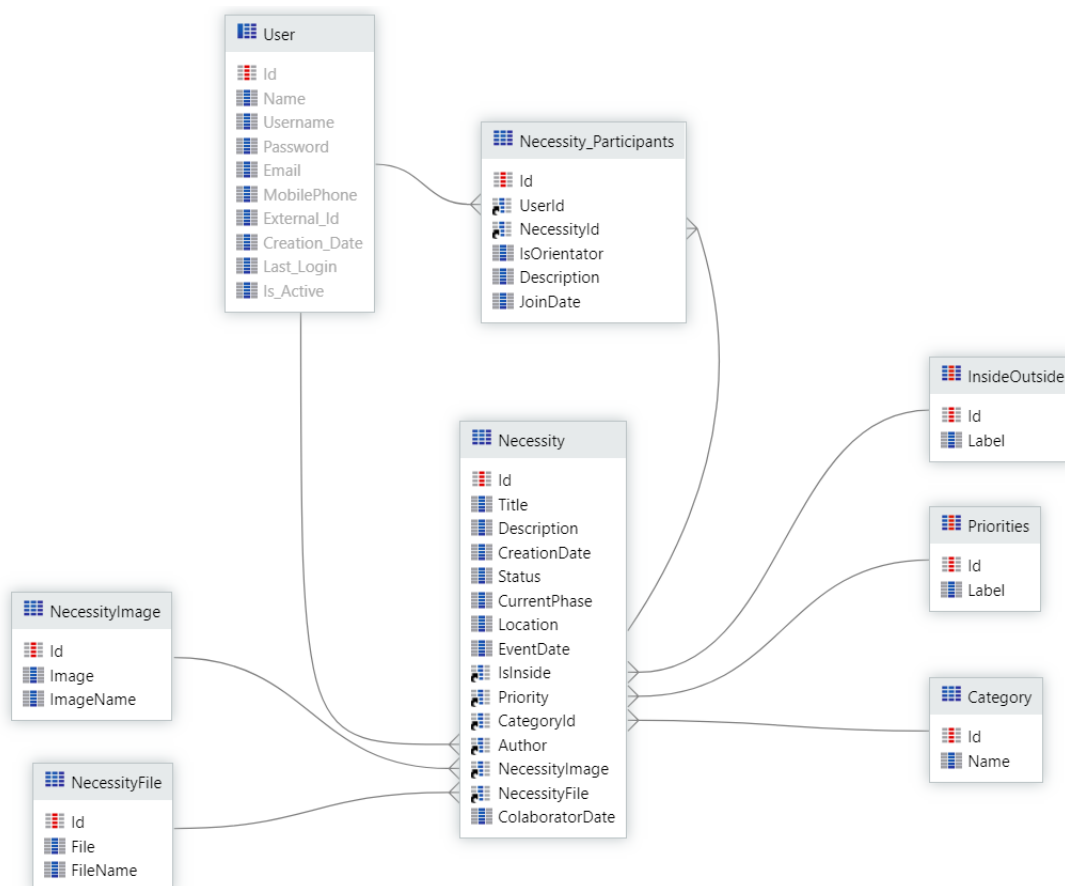 User
Id
Name
Username
Password
Email
MobilePhone
External_Id
Creation_Date
Last_Login
Is_Active
Necessity_Participants
Id
UserId
NecessityId
IsOrientator
Description
JoinDate
InsideOutside
Id
Label
Necessity
Id
Title
Description
CreationDate
Status
CurrentPhase
Location
EventDate
IsInside
Priority
CategoryId
Author
NecessityImage
NecessityFile
ColaboratorDate
Priorities
Id
Label
NecessityImage
Id
Image
ImageName
Category
Id
Name
NecessityFile
Id
File
FileName